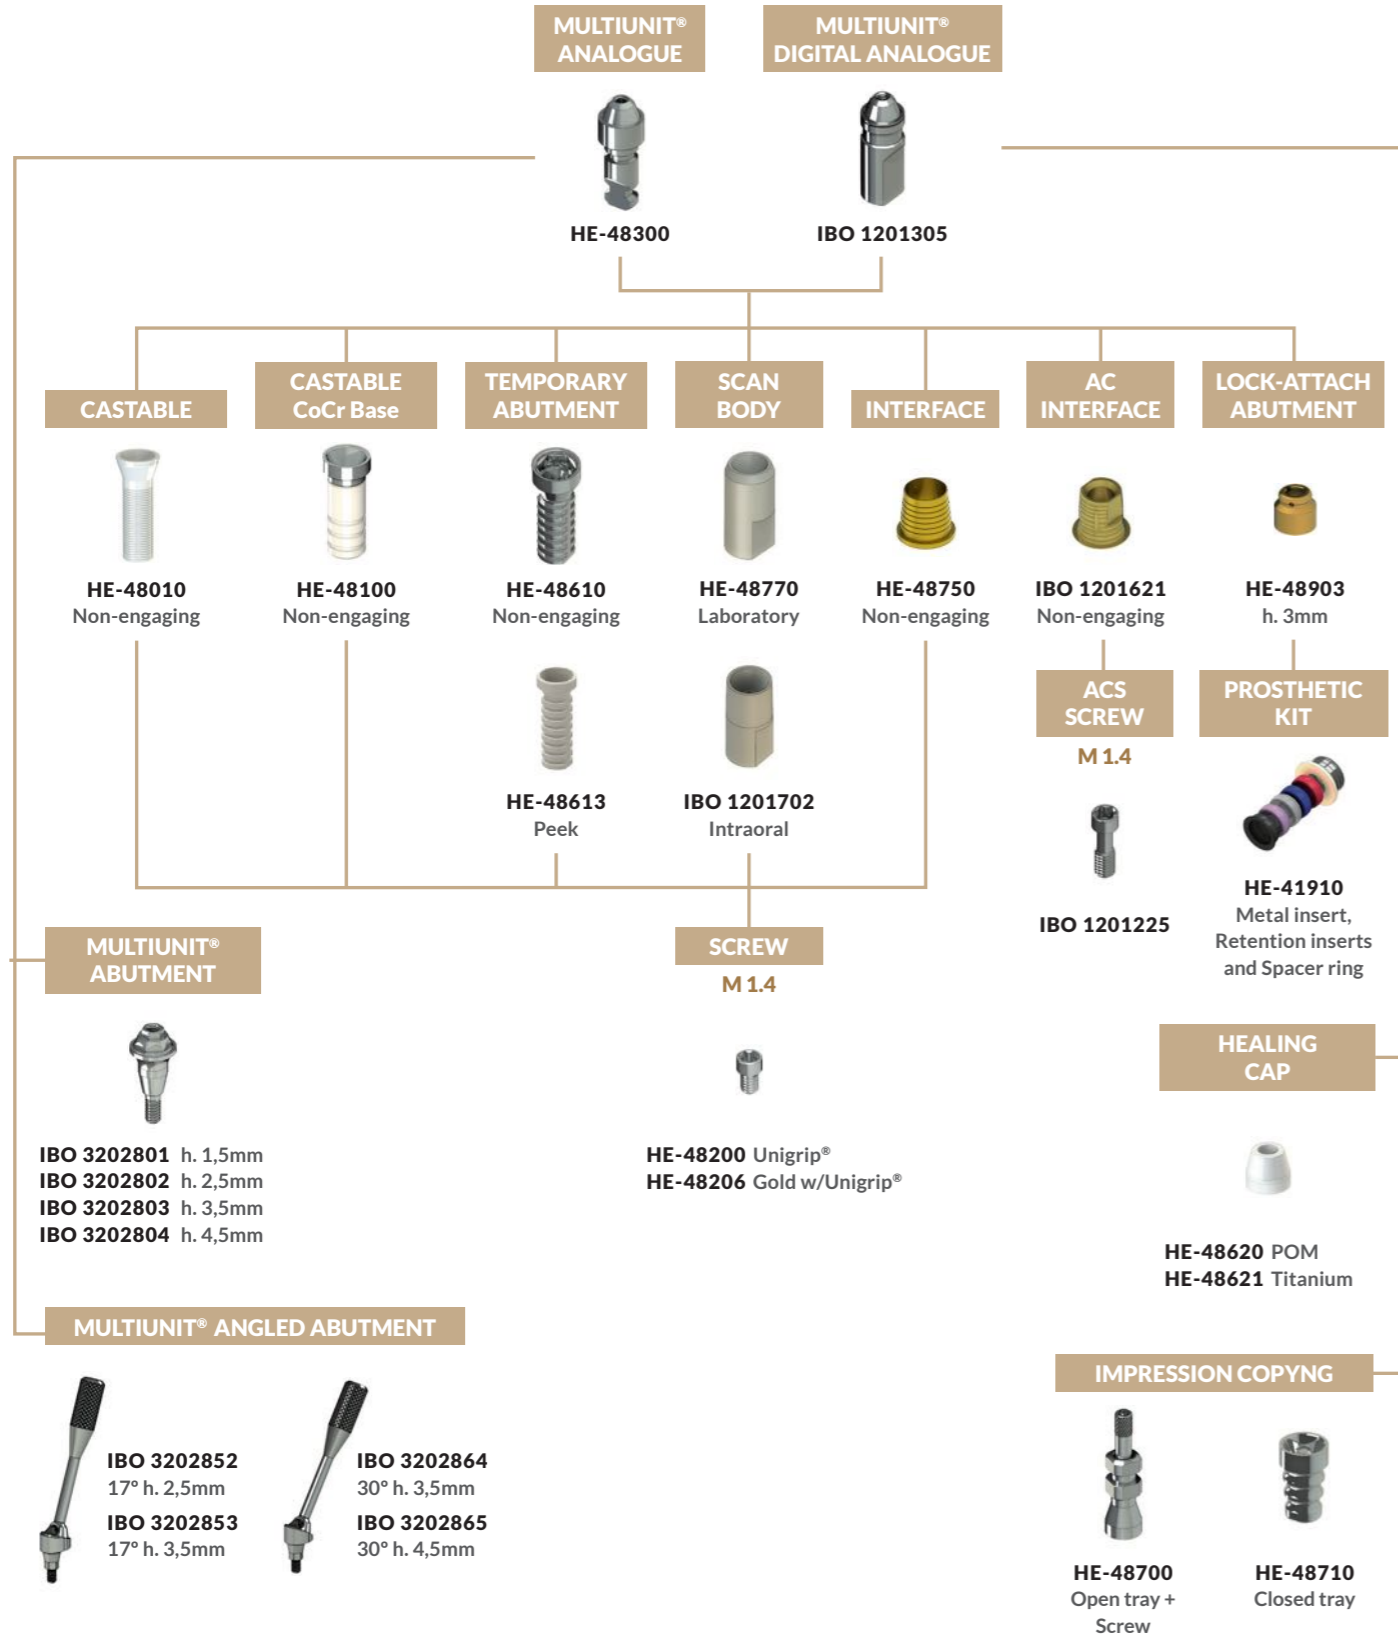 MULTIUNIT®
ANALOGUE
MULTIUNIT®
DIGITAL ANALOGUE
HE-48300
IBO 1201305
CASTABLE
CASTABLE
CoCr Base
TEMPORARY
ABUTMENT
SCAN
BODY
INTERFACE
AC
INTERFACE
LOCK-ATTACH
ABUTMENT
HE-48010
Non-engaging
HE-48100
Non-engaging
HE-48610
Non-engaging
HE-48770
Laboratory
HE-48750
Non-engaging
IBO 1201621
Non-engaging
HE-48903
h. 3mm
HE-48613
Peek
IBO 1201702
Intraoral
ACS
SCREW
M 1.4
IBO 1201225
PROSTHETIC
KIT
HE-41910
Metal insert,
Retention inserts
and Spacer ring
MULTIUNIT®
ABUTMENT
IBO 3202801 h. 1,5mm
IBO 3202802 h. 2,5mm
IBO 3202803 h. 3,5mm
IBO 3202804 h. 4,5mm
SCREW
M 1.4
HE-48200 Unigrip®
HE-48206 Gold w/Unigrip®
HEALING
CAP
HE-48620 POM
HE-48621 Titanium
MULTIUNIT® ANGLED ABUTMENT
IBO 3202852
17º h. 2,5mm
IBO 3202853
17º h. 3,5mm
IBO 3202864
30º h. 3,5mm
IBO 3202865
30º h. 4,5mm
IMPRESSION COPYNG
HE-48700
Open tray +
Screw
HE-48710
Closed tray